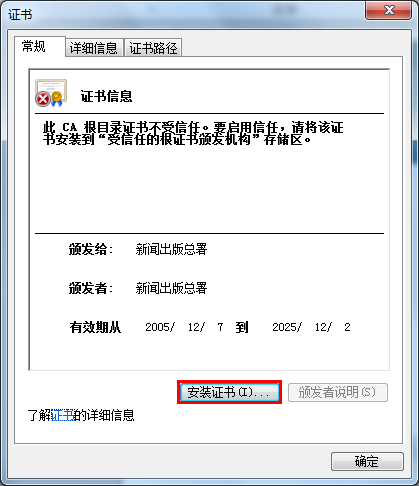 证书
常规 详细信息 证书路径
证书信息
此 CA 根目录证书不受信任。要启用信任，请将该证
书安装到“受信任的根证书颁发机构”存储区。
颁发给： 新闻出版总署
颁发者： 新闻出版总署
有效期从 2005/ 12/ 7 到 2025/ 12/ 2
安装证书(I)... 颁发者说明(S)
了解证书的详细信息
确定